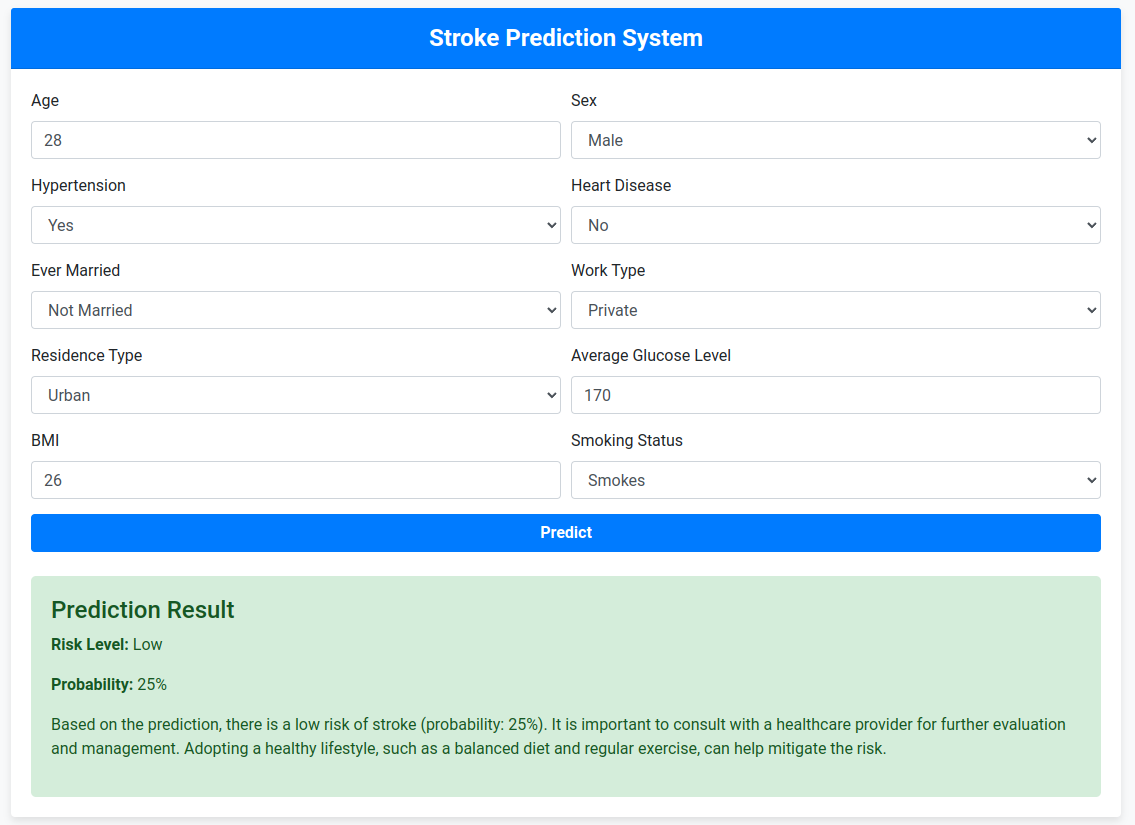 Stroke Prediction System
Age
Sex
28
Male
Hypertension
Heart Disease
Yes
No
Ever Married
Work Type
Not Married
Private
Residence Type
Average Glucose Level
Urban
170
BMI
Smoking Status
26
Smokes
Predict
Prediction Result
Risk Level: Low
Probability: 25%
Based on the prediction, there is a low risk of stroke (probability: 25%). It is important to consult with a healthcare provider for further evaluation
and management. Adopting a healthy lifestyle, such as a balanced diet and regular exercise, can help mitigate the risk.